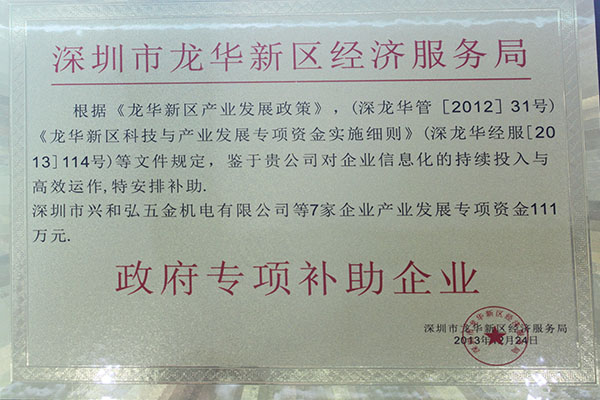 深圳市龙华新区经济服务局
根据《龙华新区产业发展政策》，(深龙华管［2012］31号)
《龙华新区科技与产业发展专项资金实施细则》(深龙华经服[20
13]114号)等文件规定，鉴于贵公司对企业信息化的持续投入与
高效运作,特安排补助.
深圳市兴和弘五金机电有限公司等7家企业产业发展专项资金111
万元.
政府专项补助企业
深圳市龙华新区经济服务局
2013年 2月24日